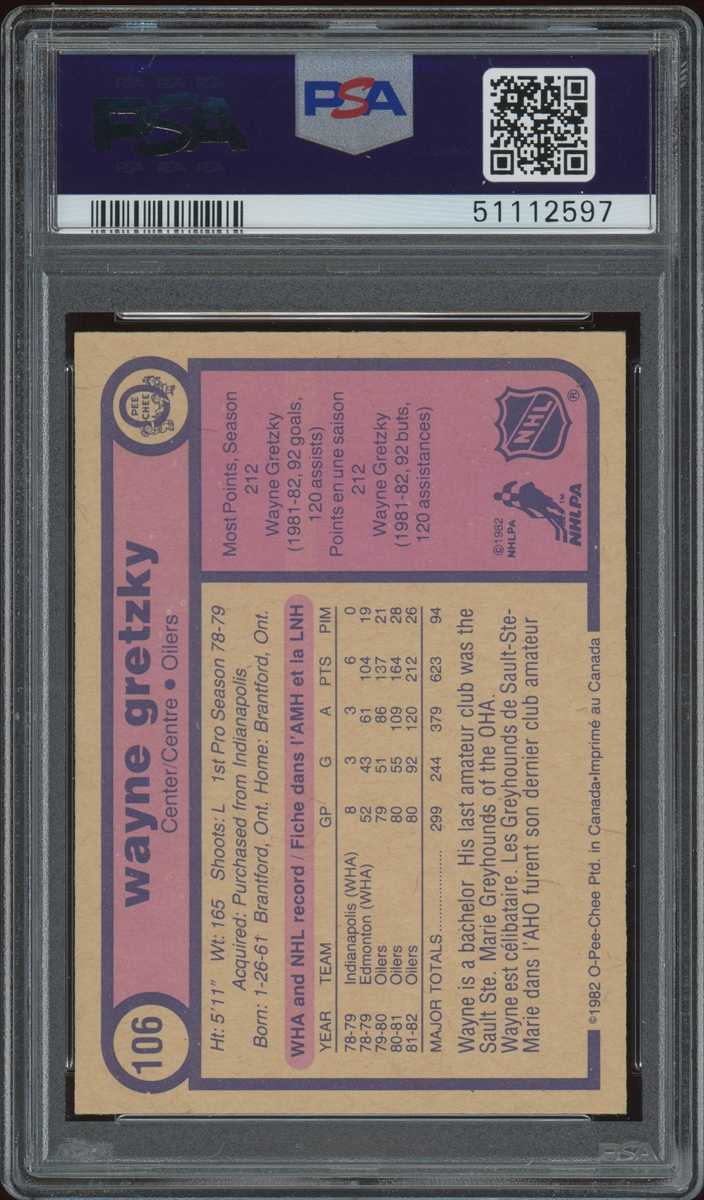 PSA
51112597
106
wayne gretzky
Center/Centre • Oilers
O
PEE
CHEE
Ht: 5'11" Wt: 165 Shoots: L 1st Pro Season 78-79
Acquired: Purchased from Indianapolis
Born: 1-26-61 Brantford, Ont. Home: Brantford, Ont.
WHA and NHL record / Fiche dans l'AMH et la LNH
YEAR TEAM GP G A PTS PIM
78-79 Indianapolis (WHA) 8 3 3 6 0
78-79 Edmonton (WHA) 52 43 61 104 19
79-80 Oilers 79 51 86 137 21
80-81 Oilers 80 55 109 164 28
81-82 Oilers 80 92 120 212 26
MAJOR TOTALS ..................... 299 244 379 623 94
Wayne is a bachelor His last amateur club was the
Sault Ste. Marie Greyhounds of the OHA.
Wayne est célibataire. Les Greyhounds de Sault-Ste-
Marie dans l'AHO furent son dernier club amateur
Most Points, Season
212
Wayne Gretzky
(1981-82, 92 goals,
120 assists)
Points en une saison
212
Wayne Gretzky
(1981-82, 92 buts,
120 assistances)
©1982
NHLPA
NHLPA™
NHL ®
©1982 O-Pee-Chee Ptd. in Canada•Imprimé au Canada
PSA